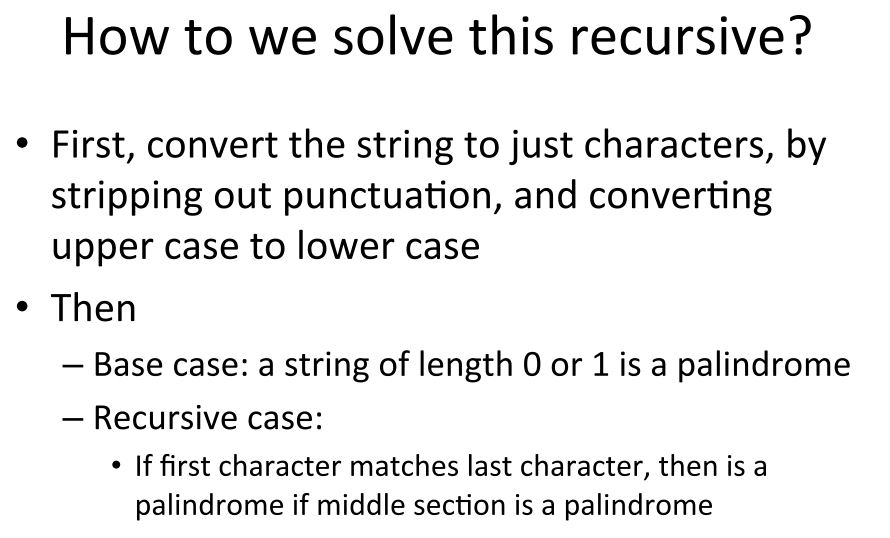 How to we solve this recursive?
• First, convert the string to just characters, by
stripping out punctuation, and converting
upper case to lower case
• Then
– Base case: a string of length 0 or 1 is a palindrome
– Recursive case:
• If first character matches last character, then is a
palindrome if middle section is a palindrome